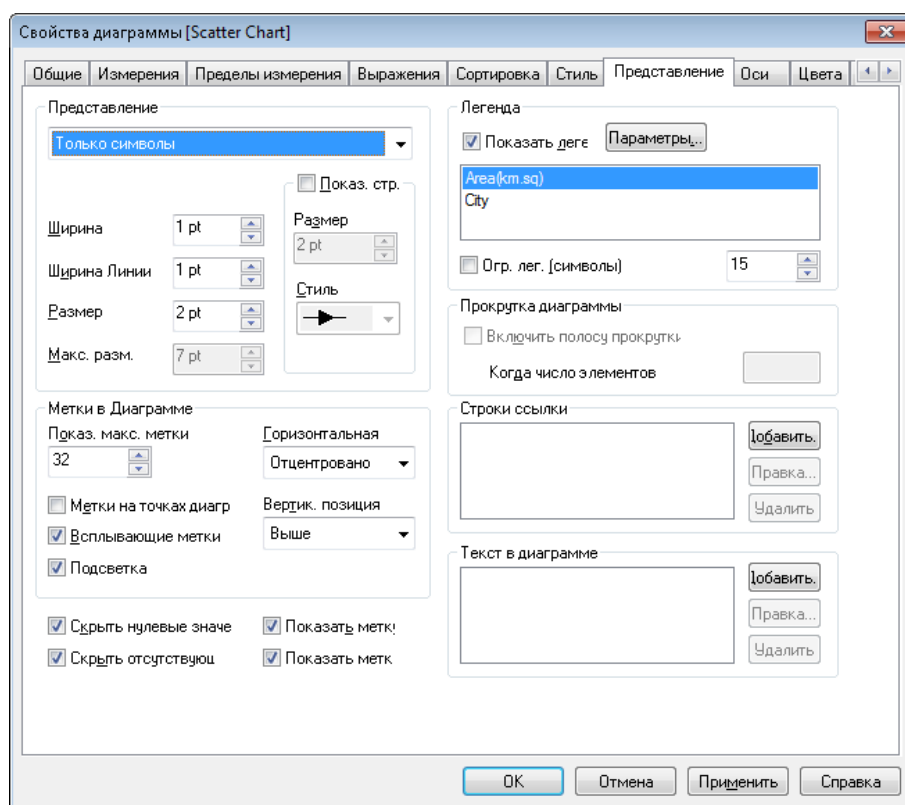 Свойства диаграммы [Scatter Chart]
Общие Измерения Пределы измерения Выражения Сортировка Стиль Представление Оси Цвета
Представление
Только символы
Показ. стр.
Ширина 1 pt
Размер
2 pt
Ширина Линии 1 pt
Стиль
Размер 2 pt
Макс. разм. 7 pt
Метки в Диаграмме
Показ. макс. метки
32
Горизонтальная
Отцентровано
Метки на точках диагр
Вертик. позиция
Выше
Всплывающие метки
Подсветка
Скрыть нулевые значе
Показать метк
Скрыть отсутствующ
Показать метк
Легенда
Показать леге Параметры...
Area(km.sq)
City
Огр. лег. (символы) 15
Прокрутка диаграммы
Включить полосу прокрутки
Когда число элементов
Строки ссылки
Добавить.
Правка...
Удалить
Текст в диаграмме
Добавить.
Правка...
Удалить
OK Отмена Применить Справка